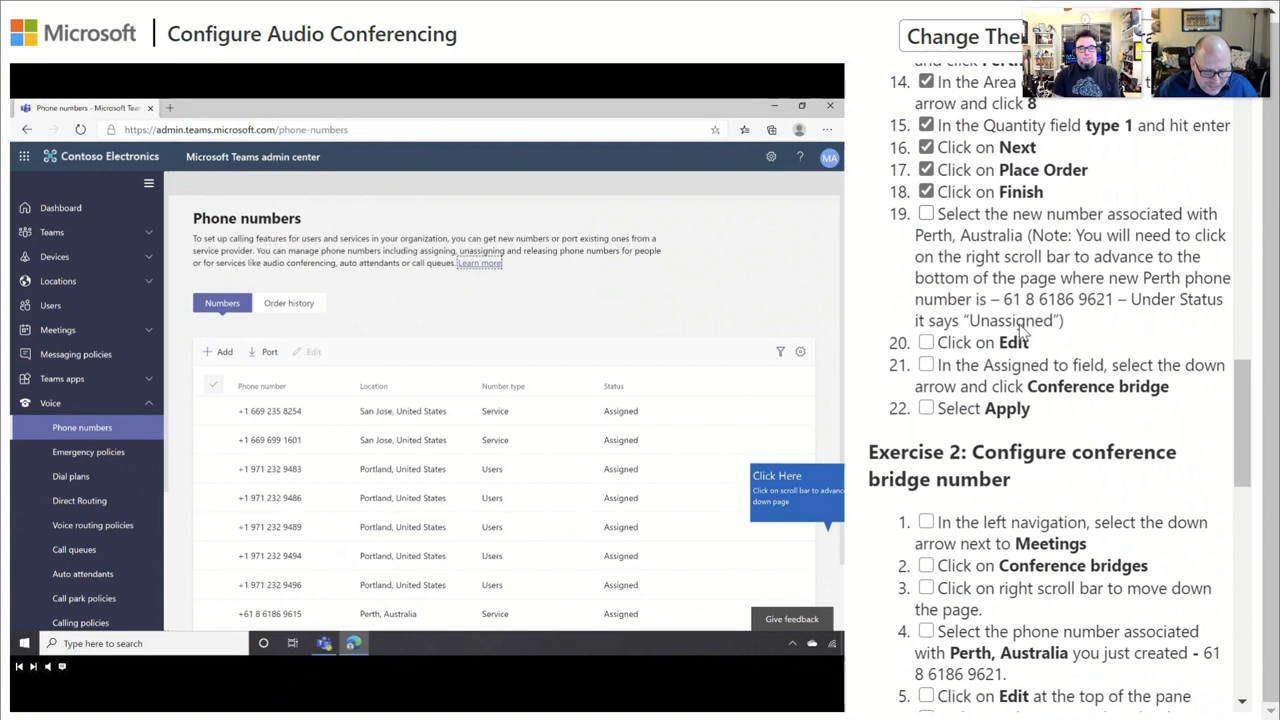 Microsoft
Configure Audio Conferencing
Change The
Phone numbers - Microsoft Tear
https://admin.teams.microsoft.com/phone-numbers
Contoso Electronics
Microsoft Teams admin center
MA
Dashboard
Teams
Devices
Locations
Users
Meetings
Messaging policies
Teams apps
Voice
Phone numbers
Emergency policies
Dial plans
Direct Routing
Voice routing policies
Call queues
Auto attendants
Call park policies
Calling policies
Phone numbers
To set up calling features for users and services in your organization, you can get new numbers or port existing ones from a
service provider. You can manage phone numbers including assigning, unassigning and releasing phone numbers for people
or for services like audio conferencing, auto attendants or call queues. Learn more
Numbers
Order history
Add
Port
Edit
Phone number Location Number type Status
+1 669 235 8254 San Jose, United States Service Assigned
+1 669 699 1601 San Jose, United States Service Assigned
+1 971 232 9483 Portland, United States Users Assigned
+1 971 232 9486 Portland, United States Users Assigned
+1 971 232 9489 Portland, United States Users Assigned
+1 971 232 9494 Portland, United States Users Assigned
+1 971 232 9496 Portland, United States Users Assigned
+61 8 6186 9615 Perth, Australia Service Assigned
Click Here
Click on scroll bar to advanc
down page
Give feedback
Type here to search
14. In the Area
arrow and click 8
15. In the Quantity field type 1 and hit enter
16. Click on Next
17. Click on Place Order
18. Click on Finish
19. Select the new number associated with
Perth, Australia (Note: You will need to click
on the right scroll bar to advance to the
bottom of the page where new Perth phone
number is – 61 8 6186 9621 – Under Status
it says “Unassigned”)
20. Click on Edit
21. In the Assigned to field, select the down
arrow and click Conference bridge
22. Select Apply
Exercise 2: Configure conference
bridge number
1. In the left navigation, select the down
arrow next to Meetings
2. Click on Conference bridges
3. Click on right scroll bar to move down
the page.
4. Select the phone number associated
with Perth, Australia you just created - 61
8 6186 9621.
5. Click on Edit at the top of the pane